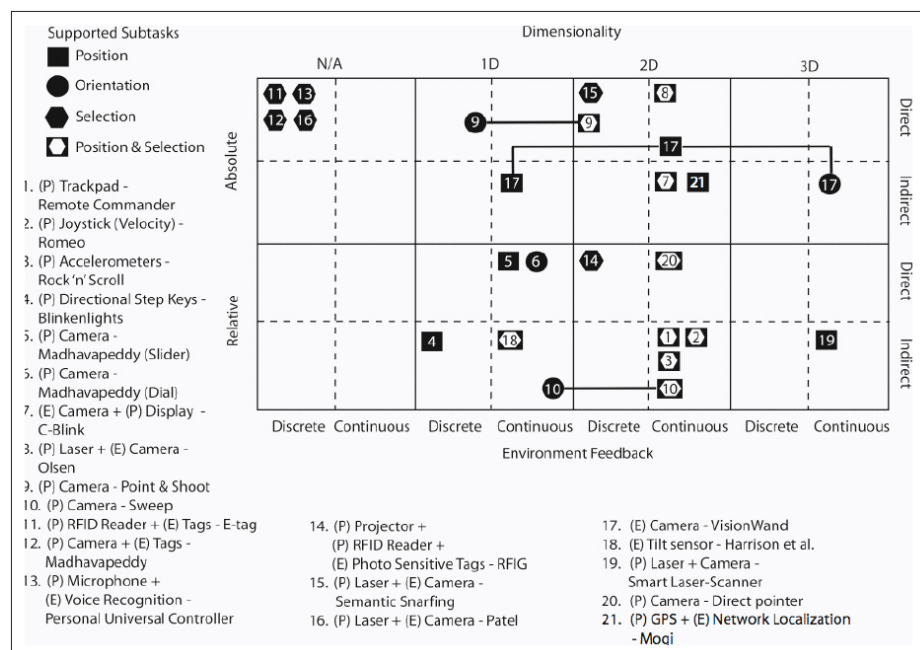 Supported Subtasks
Position
Orientation
Selection
Position & Selection
Dimensionality
N/A 1D 2D 3D
Absolute
Relative
Direct
Indirect
Direct
Indirect
11 13 15 8
12 16 9 9
17
17 7 21 17
5 6 14 20
4 18 1 2 19
3
10 10
Discrete Continuous Discrete Continuous Discrete Continuous Discrete Continuous
Environment Feedback
1. (P) Trackpad -
Remote Commander
2. (P) Joystick (Velocity) -
Romeo
3. (P) Accelerometers -
Rock 'n' Scroll
4. (P) Directional Step Keys -
Blinkenlights
5. (P) Camera -
Madhavapeddy (Slider)
6. (P) Camera -
Madhavapeddy (Dial)
7. (E) Camera + (P) Display -
C-Blink
8. (P) Laser + (E) Camera -
Olsen
9. (P) Camera - Point & Shoot
10. (P) Camera - Sweep
11. (P) RFID Reader + (E) Tags - E-tag
12. (P) Camera + (E) Tags -
Madhavapeddy
13. (P) Microphone +
(E) Voice Recognition -
Personal Universal Controller
14. (P) Projector +
(P) RFID Reader +
(E) Photo Sensitive Tags - RFIG
15. (P) Laser + (E) Camera -
Semantic Snarfing
16. (P) Laser + (E) Camera - Patel
17. (E) Camera - VisionWand
18. (E) Tilt sensor - Harrison et al.
19. (P) Laser + Camera -
Smart Laser-Scanner
20. (P) Camera - Direct pointer
21. (P) GPS + (E) Network Localization
- Mogi